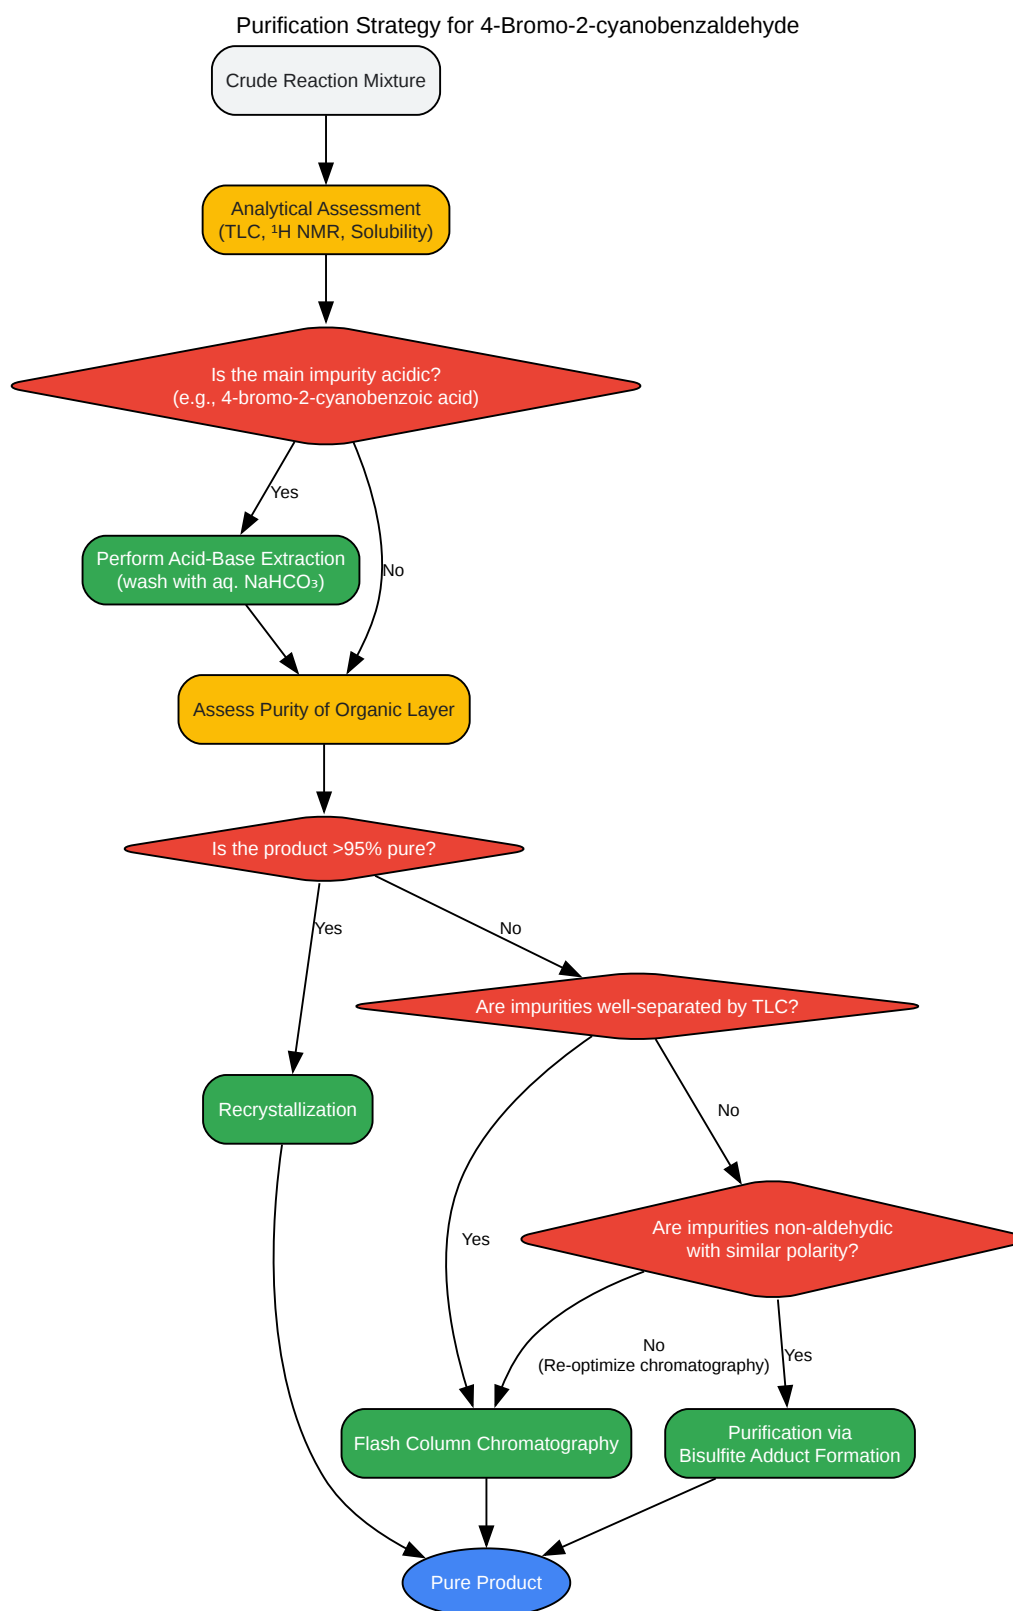 Purification Strategy for 4-Bromo-2-cyanobenzaldehyde
Crude Reaction Mixture
Analytical Assessment
(TLC, ¹H NMR, Solubility)
Is the main impurity acidic?
(e.g., 4-bromo-2-cyanobenzoic acid)
Yes
No
Perform Acid-Base Extraction
(wash with aq. NaHCO₃)
Assess Purity of Organic Layer
Is the product >95% pure?
Yes
No
Are impurities well-separated by TLC?
Recrystallization
No
Yes
Are impurities non-aldehydic
with similar polarity?
No
(Re-optimize chromatography)
Yes
Flash Column Chromatography
Purification via
Bisulfite Adduct Formation
Pure Product